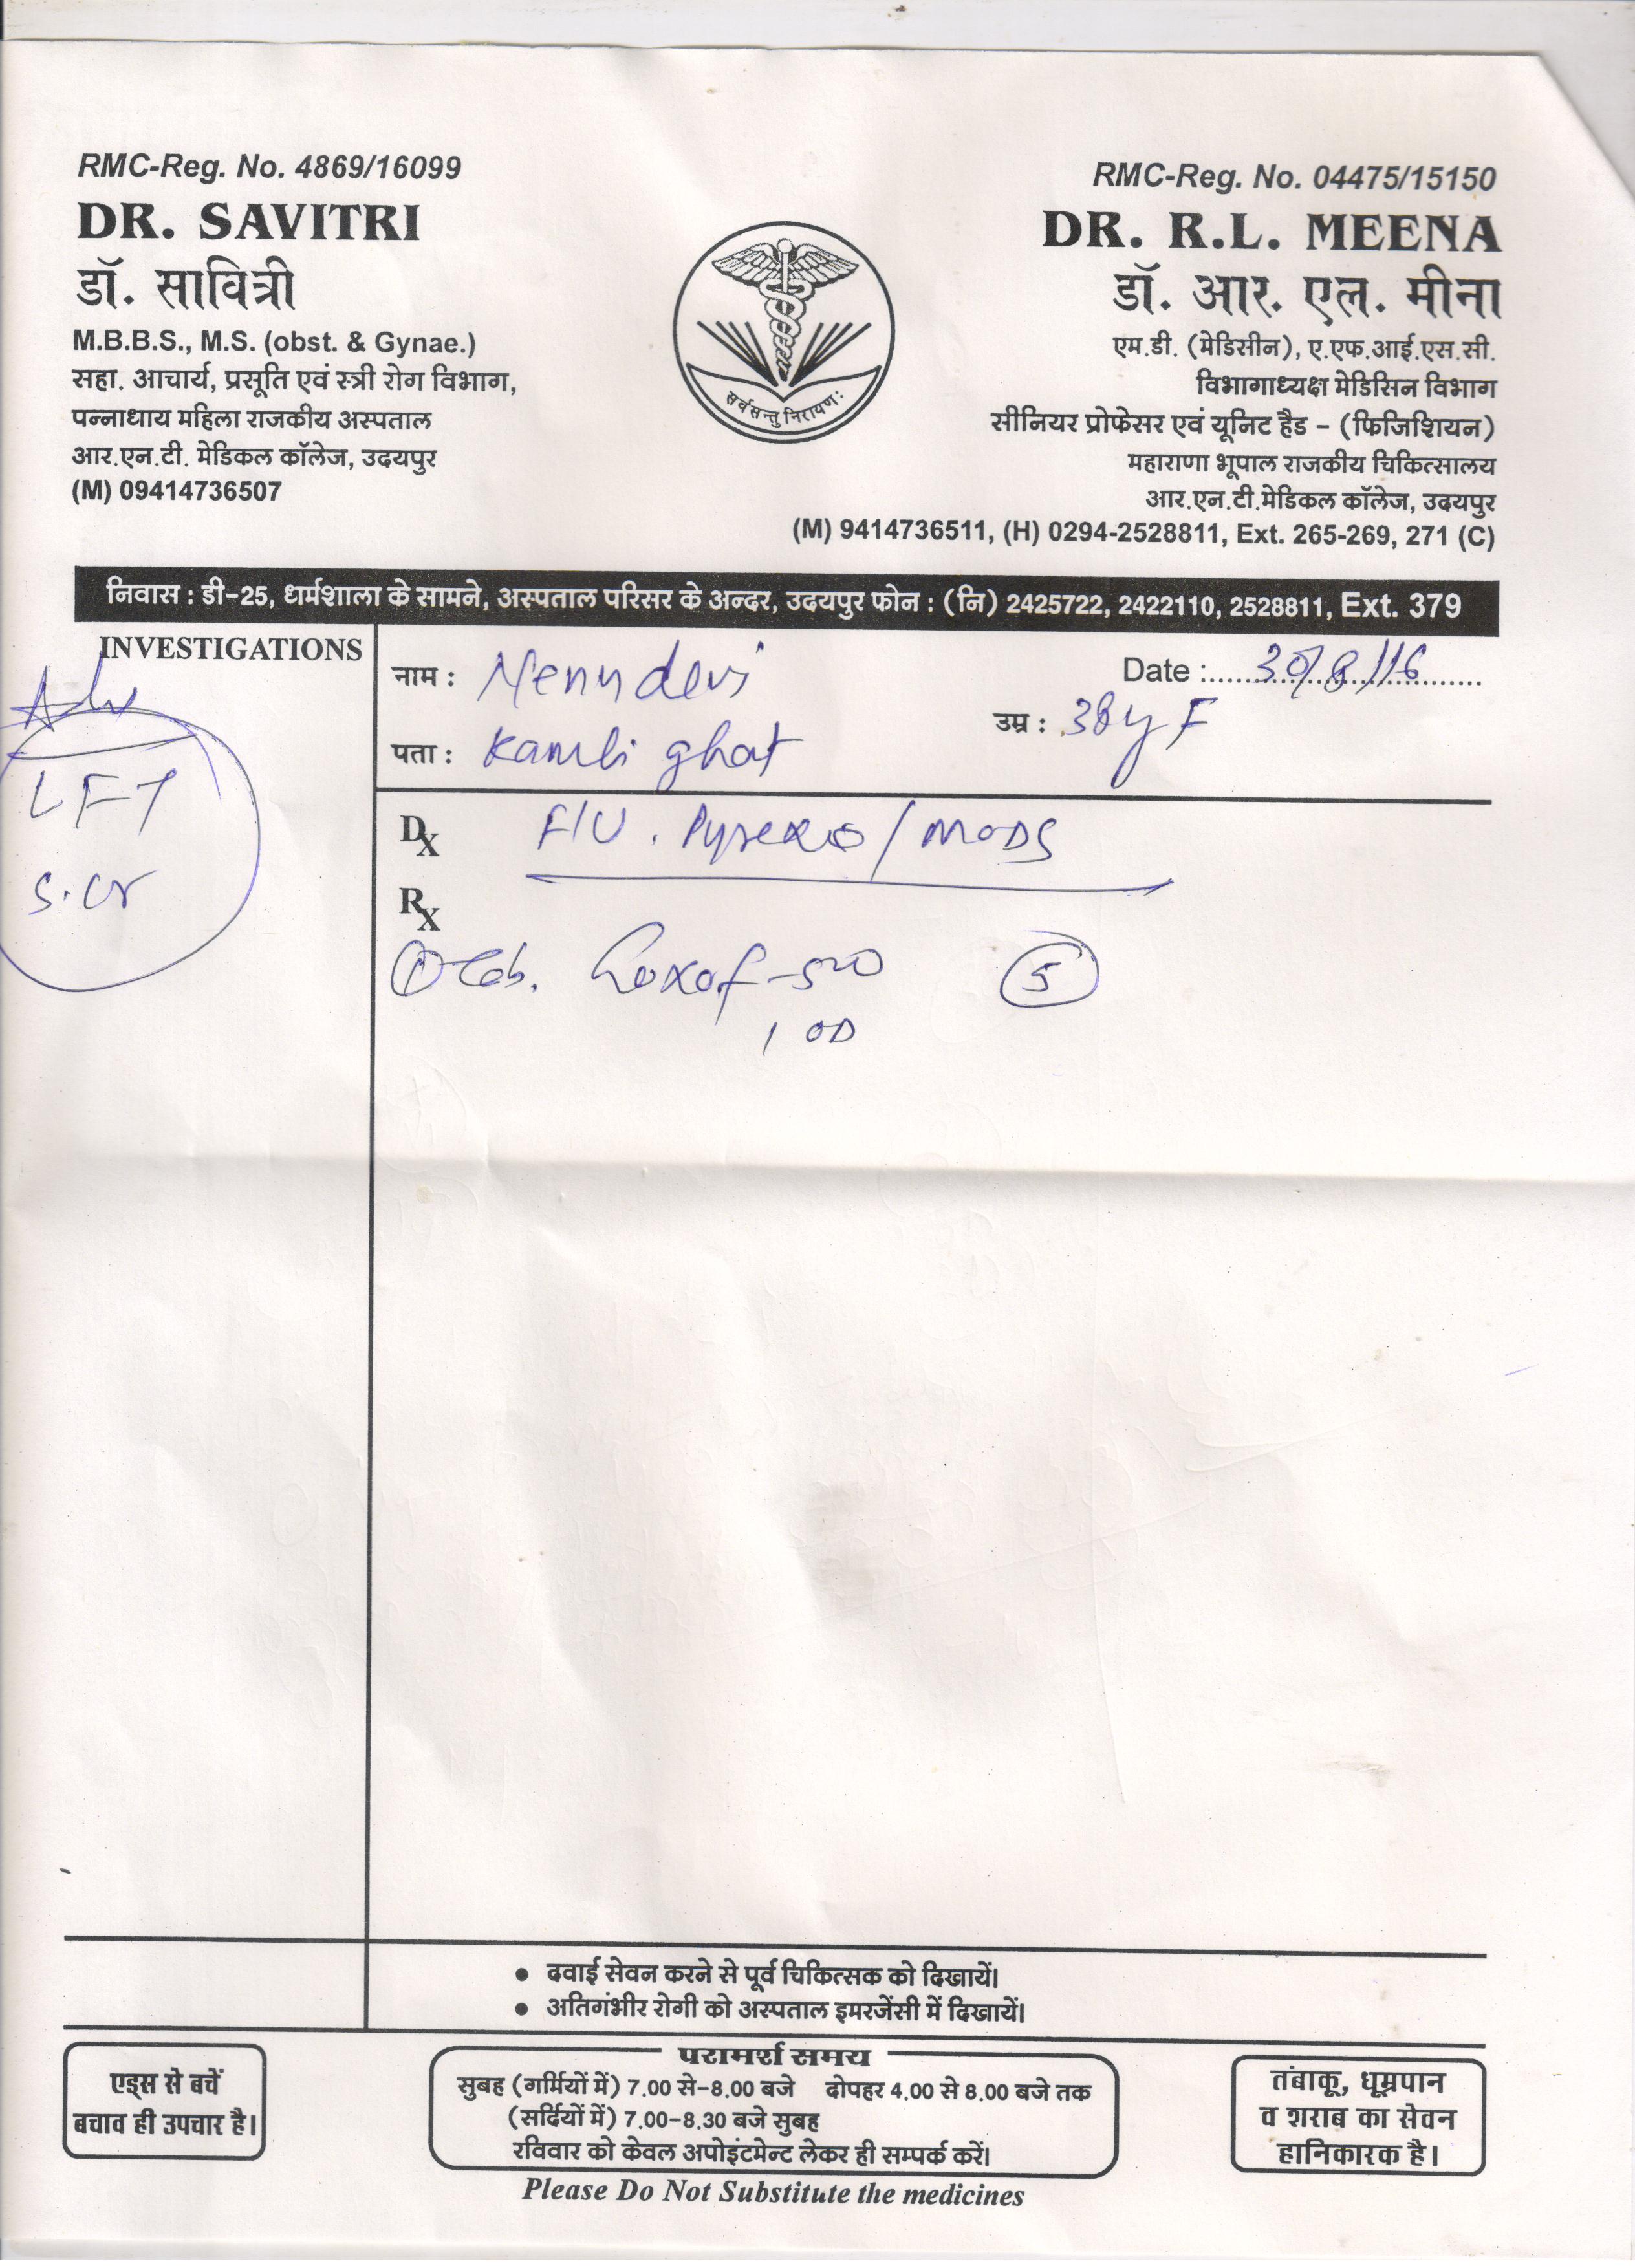 RMC-Reg. No. 4869/16099
DR. SAVITRI
डॉ. सावित्री
M.B.B.S., M.S. (obst. & Gynae.)
सहा. आचार्य, प्रसूति एवं स्त्री रोग विभाग,
पन्नाधाय महिला राजकीय अस्पताल
आर.एन.टी. मेडिकल कॉलेज, उदयपुर
(M) 09414736507
सर्वे सन्तु निरायणः
RMC-Reg. No. 04475/15150
DR. R.L. MEENA
डॉ. आर. एल. मीना
एम.डी. (मेडिसीन), ए.एफ.आई.एस.सी.
विभागाध्यक्ष मेडिसिन विभाग
सीनियर प्रोफेसर एवं यूनिट हैड – (फिजिशियन)
महाराणा भूपाल राजकीय चिकित्सालय
आर.एन.टी.मेडिकल कॉलेज, उदयपुर
(M) 9414736511, (H) 0294-2528811, Ext. 265-269, 271 (C)
निवास : डी-25, धार्मशाला के सामने, अस्पताल परिसर के अन्दर, उदयपुर फोन : (नि) 2425722, 2422110, 2528811, Ext. 379
INVESTIGATIONS
Adv
LFT
S.Cr
नाम : devi
Date : 30/8/16
उम्र : 38y F
पता : Kamli ghat
Dx F/U. Pyrexia / MODS
Rx
① Tab. Loxof-500 ⑤
1 OD
• दवाई सेवन करने से पूर्व चिकित्सक को दिखायें।
• अतिगंभीर रोगी को अस्पताल इमरजेंसी में दिखायें।
एड्स से बचें
बचाव ही उपचार है।
परामर्श समय
सुबह (गर्मियों में) 7.00 से-8.00 बजे दोपहर 4.00 से 8.00 बजे तक
(सर्दियों में) 7.00-8.30 बजे सुबह
रविवार को केवल अपोइंटमेन्ट लेकर ही सम्पर्क करें।
तंबाकू, धूम्रपान
व शराब का सेवन
हानिकारक है।
Please Do Not Substitute the medicines